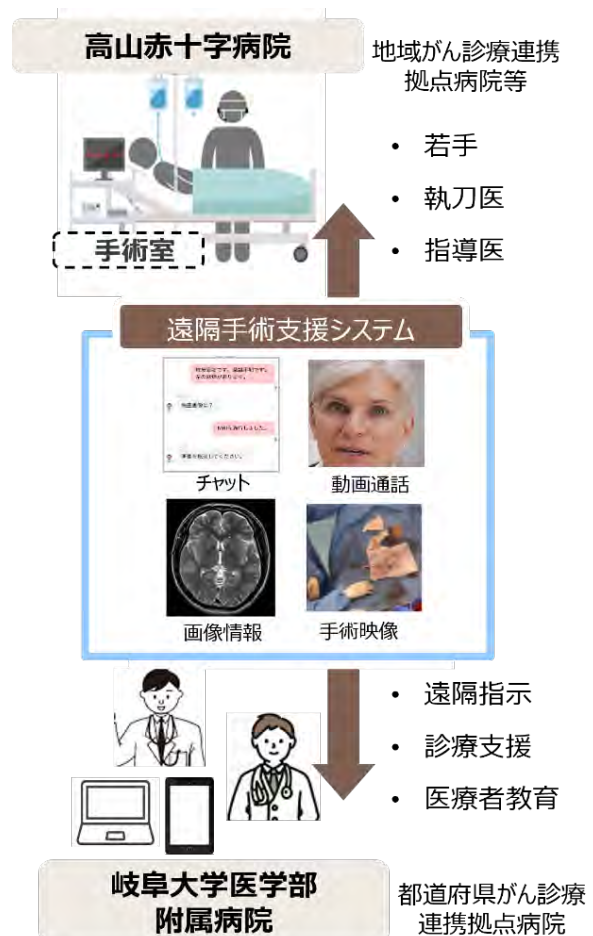 高山赤十字病院
地域がん診療連携
拠点病院等
• 若手
• 執刀医
• 指導医
手術室
遠隔手術支援システム
チャット
動画通話
画像情報
手術映像
• 遠隔指示
• 診療支援
• 医療者教育
岐阜大学医学部
附属病院
都道府県がん診療
連携拠点病院